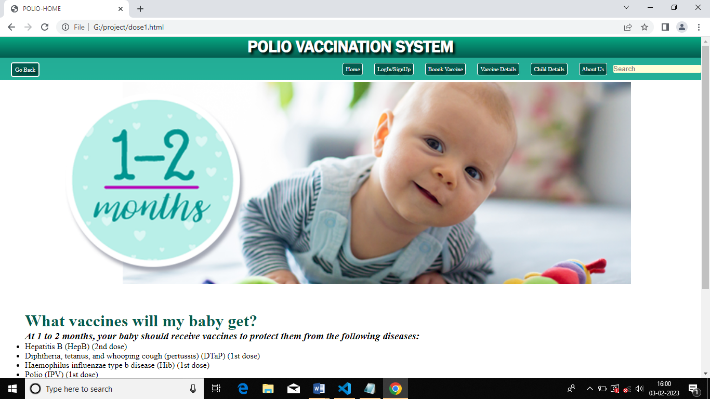 POLIO-HOME
File | G:/project/dose1.html
POLIO VACCINATION SYSTEM
Go Back
Home
LogIn/SignUp
Boook Vaccine
Vaccine Details
Child Details
About Us
Search
1–2
months
What vaccines will my baby get?
At 1 to 2 months, your baby should receive vaccines to protect them from the following diseases:
Hepatitis B (HepB) (2nd dose)
Diphtheria, tetanus, and whooping cough (pertussis) (DTaP) (1st dose)
Haemophilus influenzae type b disease (Hib) (1st dose)
Polio (IPV) (1st dose)
Type here to search
16:00
03-02-2023